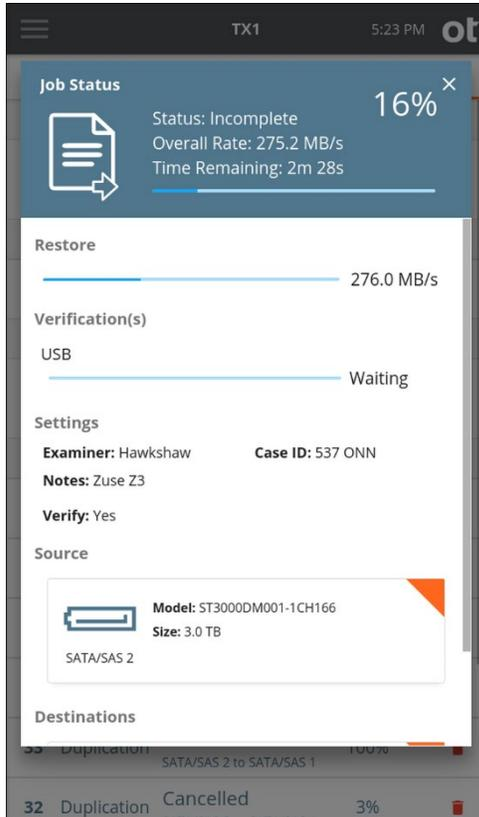 TX1
5:23 PM
ot
Job Status
16%
Status: Incomplete
Overall Rate: 275.2 MB/s
Time Remaining: 2m 28s
Restore
276.0 MB/s
Verification(s)
USB
Waiting
Settings
Examiner: Hawkshaw Case ID: 537 ONN
Notes: Zuse Z3
Verify: Yes
Source
Model: ST3000DM001-1CH166
Size: 3.0 TB
SATA/SAS 2
Destinations
33 Duplication 100%
SATA/SAS 2 to SATA/SAS 1
32 Duplication Cancelled 3%